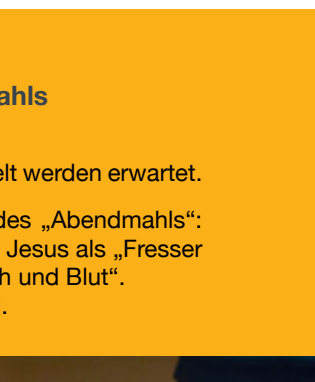 ahls
elt werden erwartet.
des „Abendmahls“:
Jesus als „Fresser
h und Blut“.
.